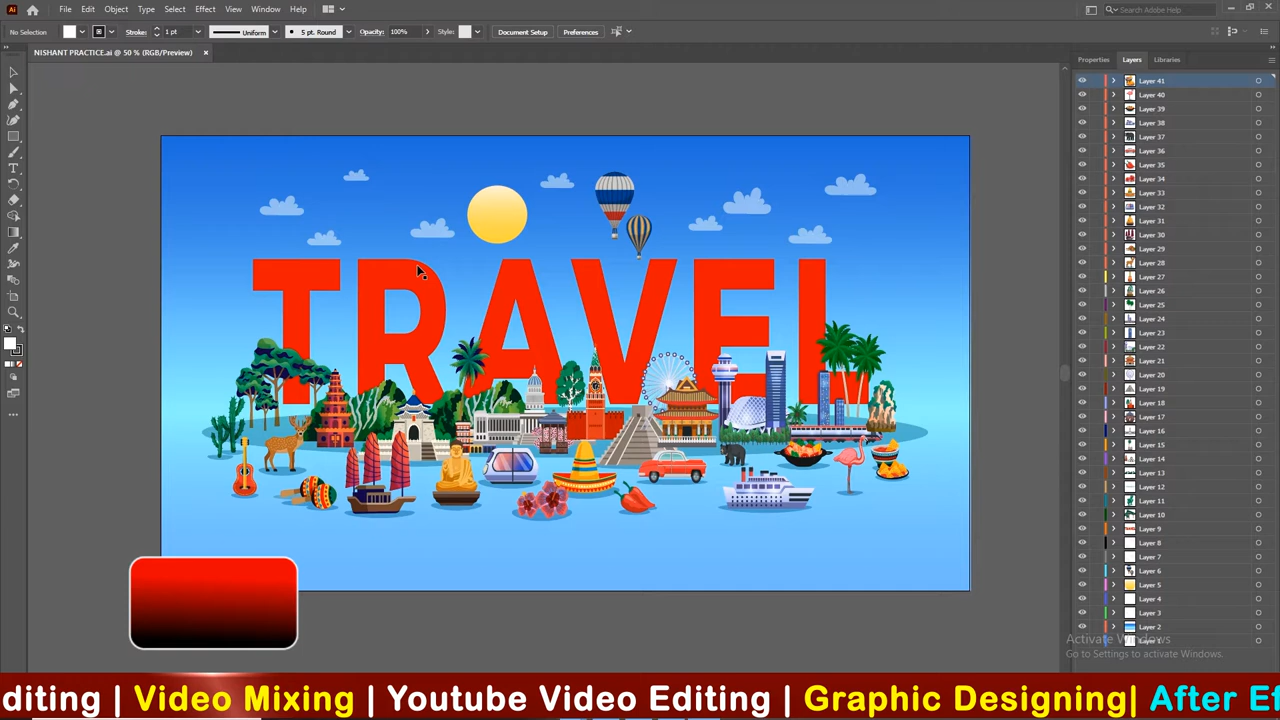 Ai File Edit Object Type Select Effect View Window Help Search Adobe Help
No Selection Stroke: 1 pt Uniform 5 pt. Round Opacity: 100% Style: Document Setup Preferences
NISHANT PRACTICE.ai @ 50 % (RGB/Preview) ×
Properties Layers Libraries
Layer 41
Layer 40
Layer 39
Layer 38
Layer 37
Layer 36
Layer 35
Layer 34
Layer 33
Layer 32
Layer 31
Layer 30
Layer 29
Layer 28
Layer 27
Layer 26
Layer 25
Layer 24
Layer 23
Layer 22
Layer 21
Layer 20
Layer 19
Layer 18
Layer 17
Layer 16
Layer 15
Layer 14
Layer 13
Layer 12
Layer 11
Layer 10
Layer 9
Layer 8
Layer 7
Layer 6
Layer 5
Layer 4
Layer 3
Layer 2
TRAVEL
Activate Windows
Go to Settings to activate Windows.
diting | Video Mixing | Youtube Video Editing | Graphic Designing| After Ef